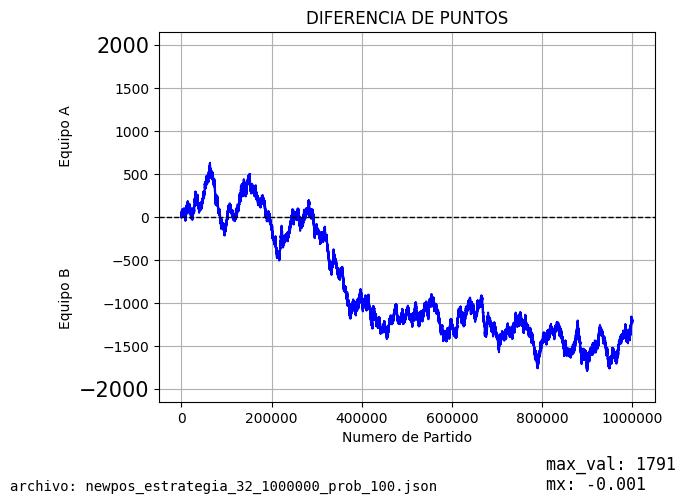 DIFERENCIA DE PUNTOS
2000
1500
1000
500
0
−500
−1000
−1500
−2000
Equipo A
Equipo B
0 200000 400000 600000 800000 1000000
Numero de Partido
max_val: 1791
archivo: newpos_estrategia_32_1000000_prob_100.json
mx: -0.001